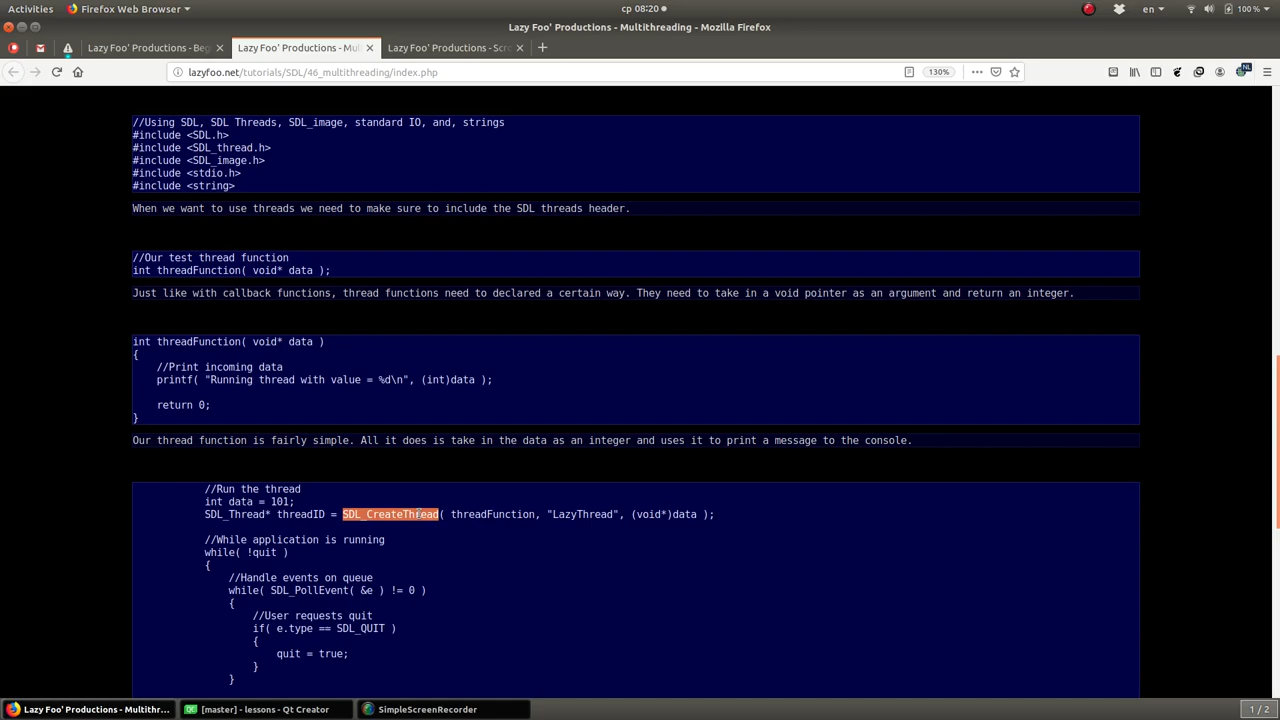 Activities Firefox Web Browser ср 08:20 en 100 %
Lazy Foo' Productions - Multithreading - Mozilla Firefox
Lazy Foo' Productions - Beg Lazy Foo' Productions - Mul Lazy Foo' Productions - Scr
lazyfoo.net/tutorials/SDL/46_multithreading/index.php 130% NL
//Using SDL, SDL Threads, SDL_image, standard IO, and, strings
#include <SDL.h>
#include <SDL_thread.h>
#include <SDL_image.h>
#include <stdio.h>
#include <string>
When we want to use threads we need to make sure to include the SDL threads header.
//Our test thread function
int threadFunction( void* data );
Just like with callback functions, thread functions need to declared a certain way. They need to take in a void pointer as an argument and return an integer.
int threadFunction( void* data )
{
//Print incoming data
printf( "Running thread with value = %d\n", (int)data );
return 0;
}
Our thread function is fairly simple. All it does is take in the data as an integer and uses it to print a message to the console.
//Run the thread
int data = 101;
SDL_Thread* threadID = SDL_CreateThread( threadFunction, "LazyThread", (void*)data );
//While application is running
while( !quit )
{
//Handle events on queue
while( SDL_PollEvent( &e ) != 0 )
{
//User requests quit
if( e.type == SDL_QUIT )
{
quit = true;
}
}
Lazy Foo' Productions - Multithr... [master] - lessons - Qt Creator SimpleScreenRecorder 1 / 2